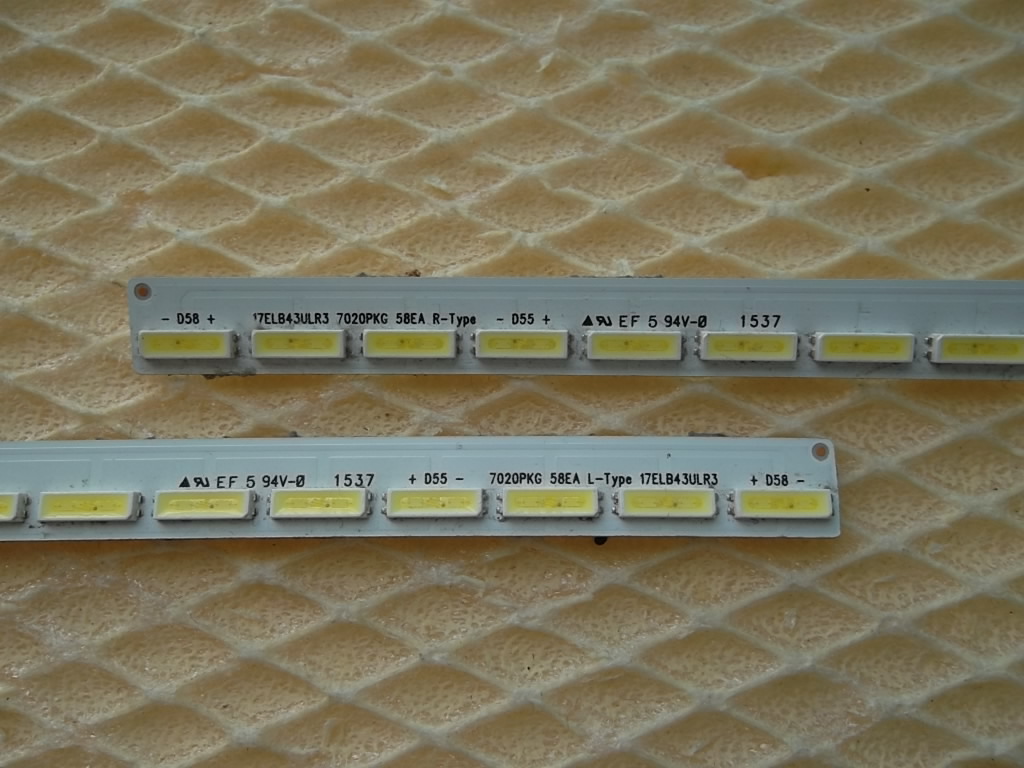 - D58 + 17ELB43ULR3 7020PKG 58EA R-Type - D55 + EF 5 94V-0 1537
EF 5 94V-0 1537 + D55 - 7020PKG 58EA L-Type 17ELB43ULR3 + D58 -